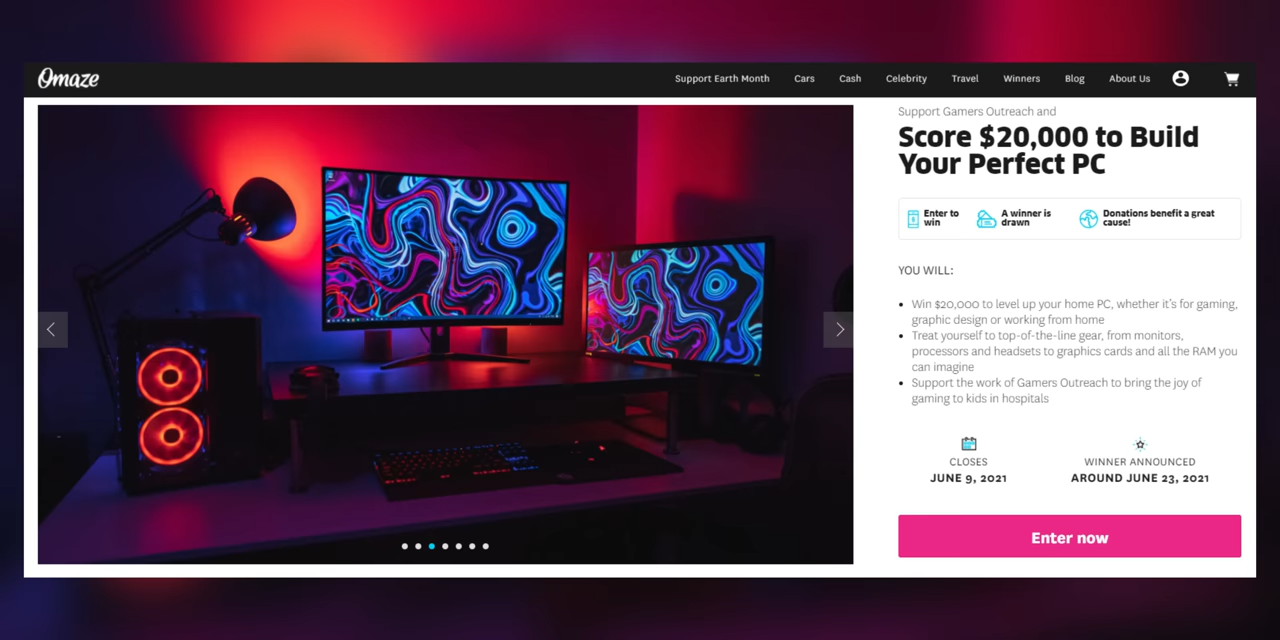 Omaze
Support Earth Month
Cars
Cash
Celebrity
Travel
Winners
Blog
About Us
Support Gamers Outreach and
Score $20,000 to Build
Your Perfect PC
Enter to
win
A winner is
drawn
Donations benefit a great
cause!
YOU WILL:
Win $20,000 to level up your home PC, whether it's for gaming,
graphic design or working from home
Treat yourself to top-of-the-line gear, from monitors,
processors and headsets to graphics cards and all the RAM you
can imagine
Support the work of Gamers Outreach to bring the joy of
gaming to kids in hospitals
CLOSES
JUNE 9, 2021
WINNER ANNOUNCED
AROUND JUNE 23, 2021
Enter now